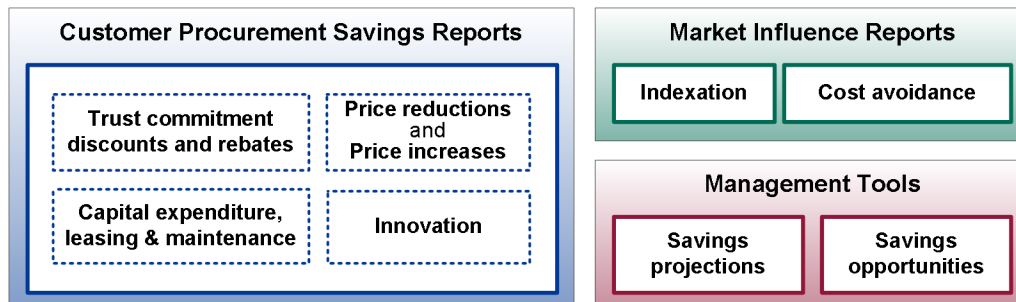 Customer Procurement Savings Reports
Trust commitment
discounts and rebates
Price reductions
and
Price increases
Capital expenditure,
leasing & maintenance
Innovation
Market Influence Reports
Indexation
Cost avoidance
Management Tools
Savings
projections
Savings
opportunities